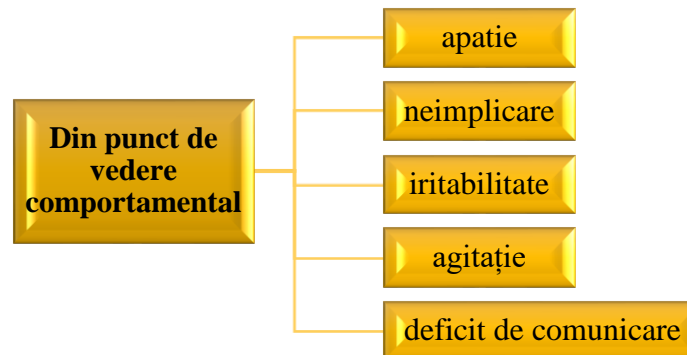 Din punct de
vedere
comportamental
apatie
neimplicare
iritabilitate
agitație
deficit de comunicare